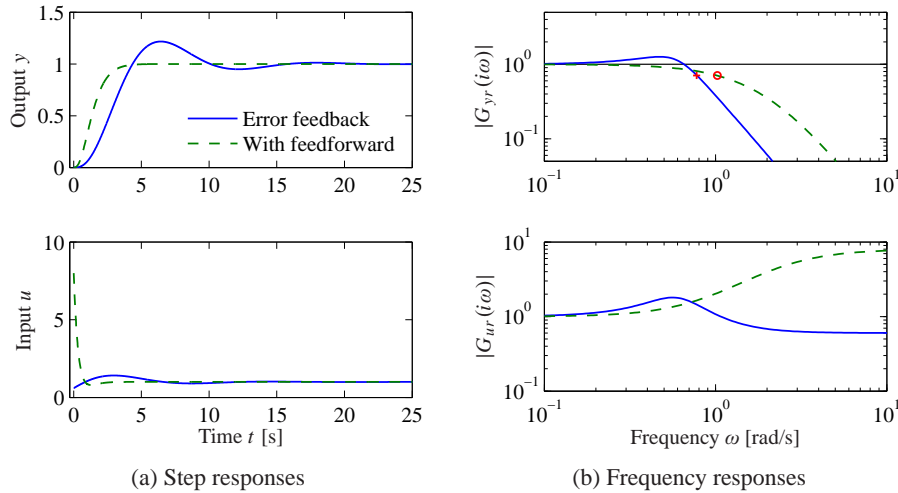 1.5
1
0.5
0
Output y
0 5 10 15 20 25
Error feedback
With feedforward
10
5
0
Input u
0 5 10 15 20 25
Time t [s]
(a) Step responses
10^0
10^-1
|G_yr(iω)|
10^-1 10^0 10^1
10^1
10^0
10^-1
|G_ur(iω)|
10^-1 10^0 10^1
Frequency ω [rad/s]
(b) Frequency responses